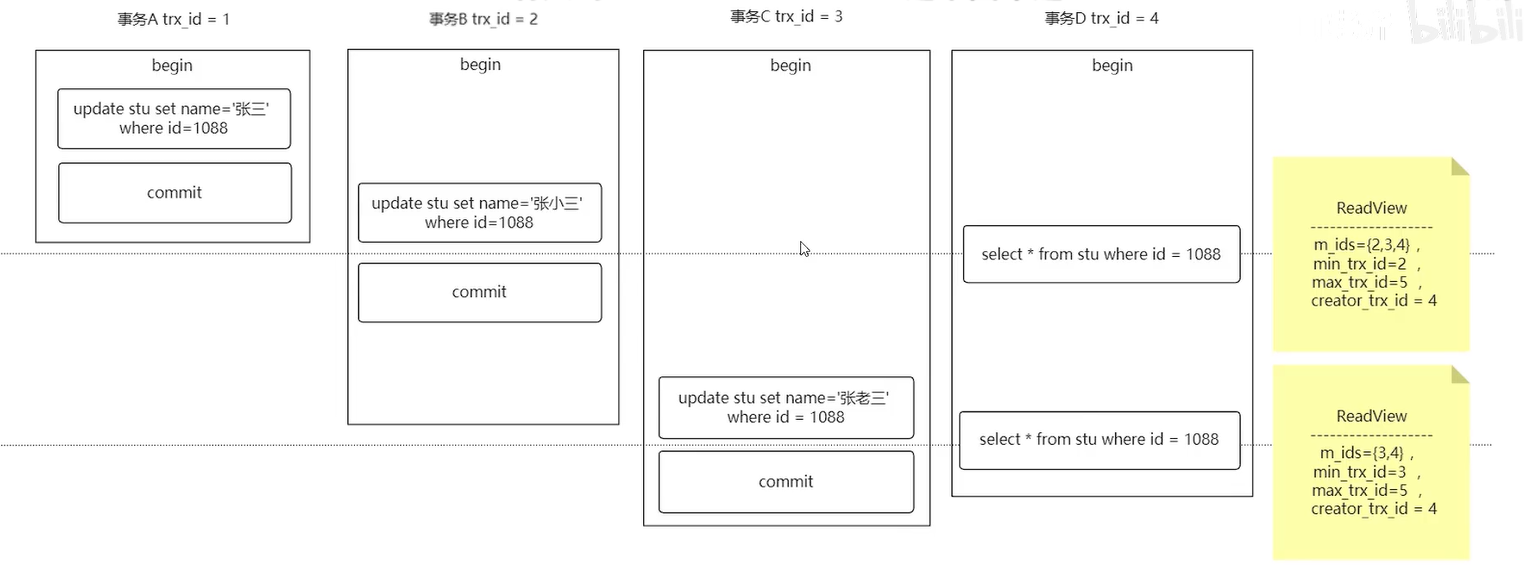 事务A trx_id = 1
begin
update stu set name='张三'
where id=1088
commit
事务B trx_id = 2
begin
update stu set name='张小三'
where id=1088
commit
事务C trx_id = 3
begin
update stu set name='张老三'
where id = 1088
commit
事务D trx_id = 4
begin
select * from stu where id = 1088
select * from stu where id = 1088
ReadView
-------------------
m_ids={2,3,4} ,
min_trx_id=2 ,
max_trx_id=5 ,
creator_trx_id = 4
ReadView
-------------------
m_ids={3,4} ,
min_trx_id=3 ,
max_trx_id=5 ,
creator_trx_id = 4
bilibili